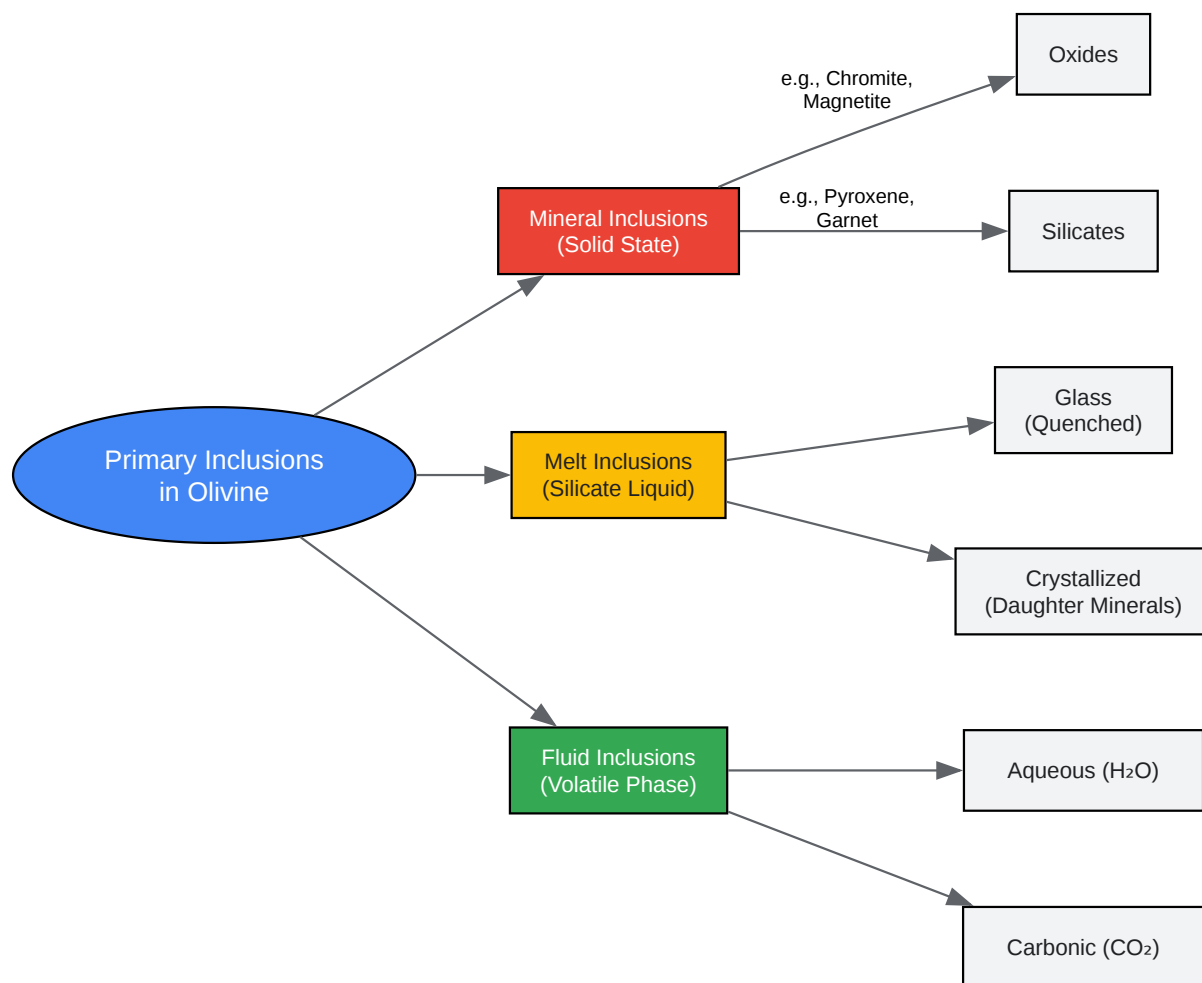 e.g., Chromite,
Magnetite
Oxides
Mineral Inclusions
(Solid State)
e.g., Pyroxene,
Garnet
Silicates
Primary Inclusions
in Olivine
Melt Inclusions
(Silicate Liquid)
Glass
(Quenched)
Crystallized
(Daughter Minerals)
Fluid Inclusions
(Volatile Phase)
Aqueous (H₂O)
Carbonic (CO₂)